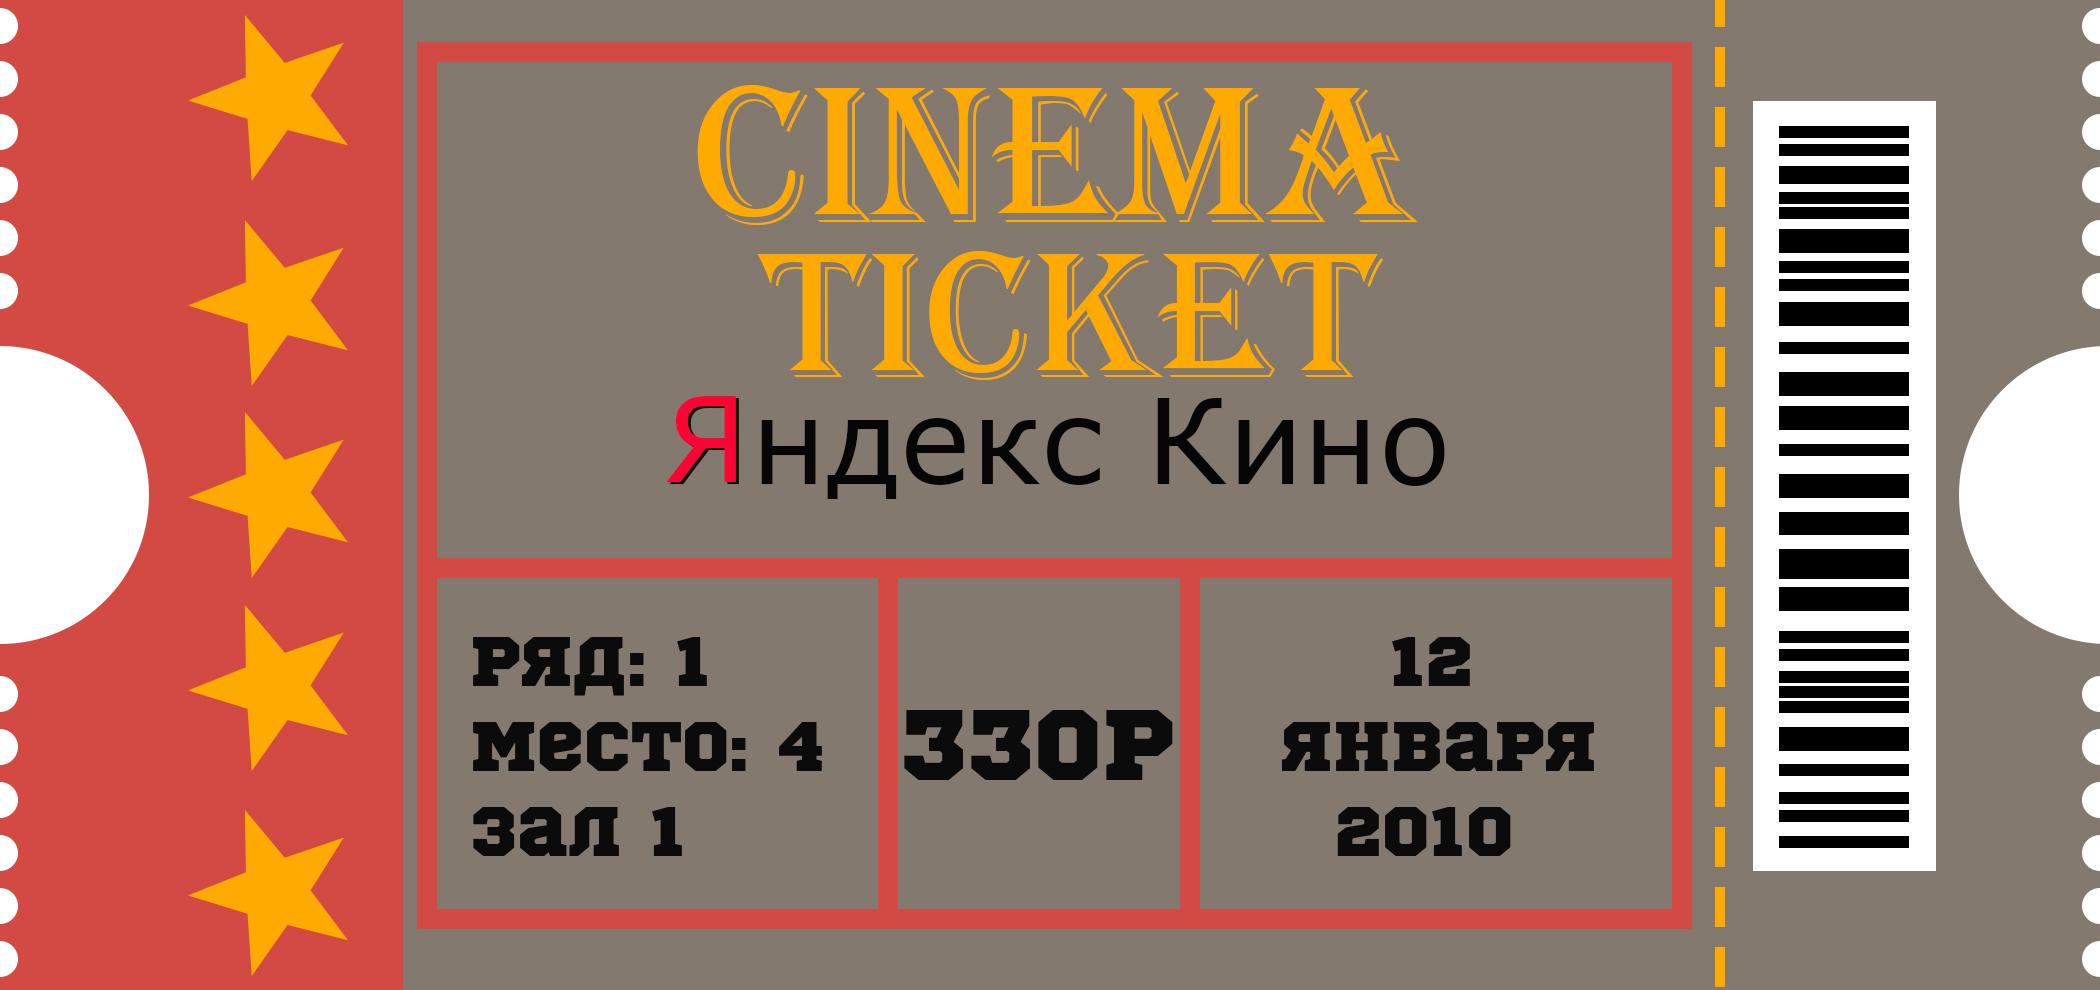 CINEMA
TICKET
Яндекс Кино
Ряд: 1
Место: 4
Зал 1
330Р
12
января
2010